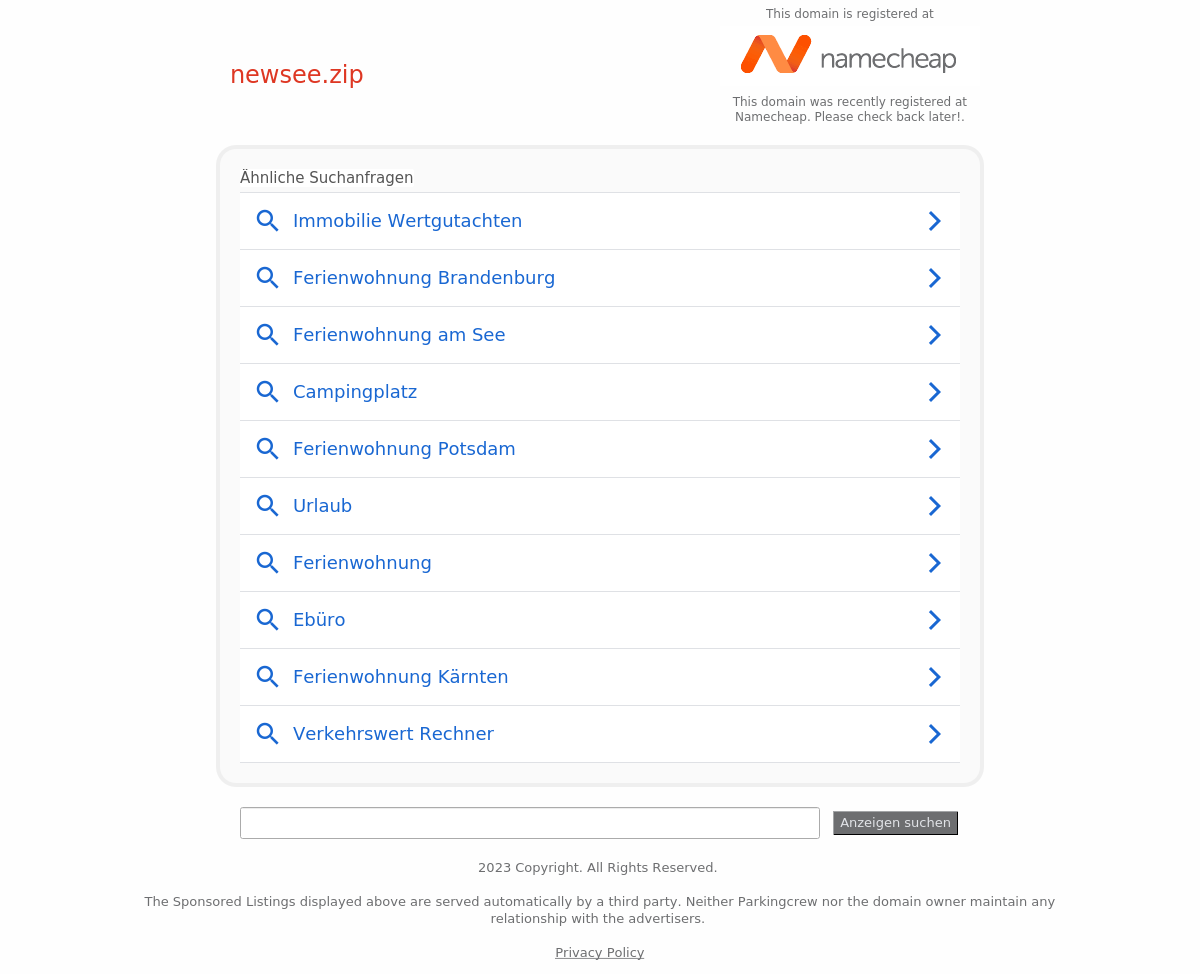 This domain is registered at
namecheap
newsee.zip
This domain was recently registered at
Namecheap. Please check back later!.
Ähnliche Suchanfragen
Immobilie Wertgutachten
Ferienwohnung Brandenburg
Ferienwohnung am See
Campingplatz
Ferienwohnung Potsdam
Urlaub
Ferienwohnung
Ebüro
Ferienwohnung Kärnten
Verkehrswert Rechner
Anzeigen suchen
2023 Copyright. All Rights Reserved.
The Sponsored Listings displayed above are served automatically by a third party. Neither Parkingcrew nor the domain owner maintain any
relationship with the advertisers.
Privacy Policy